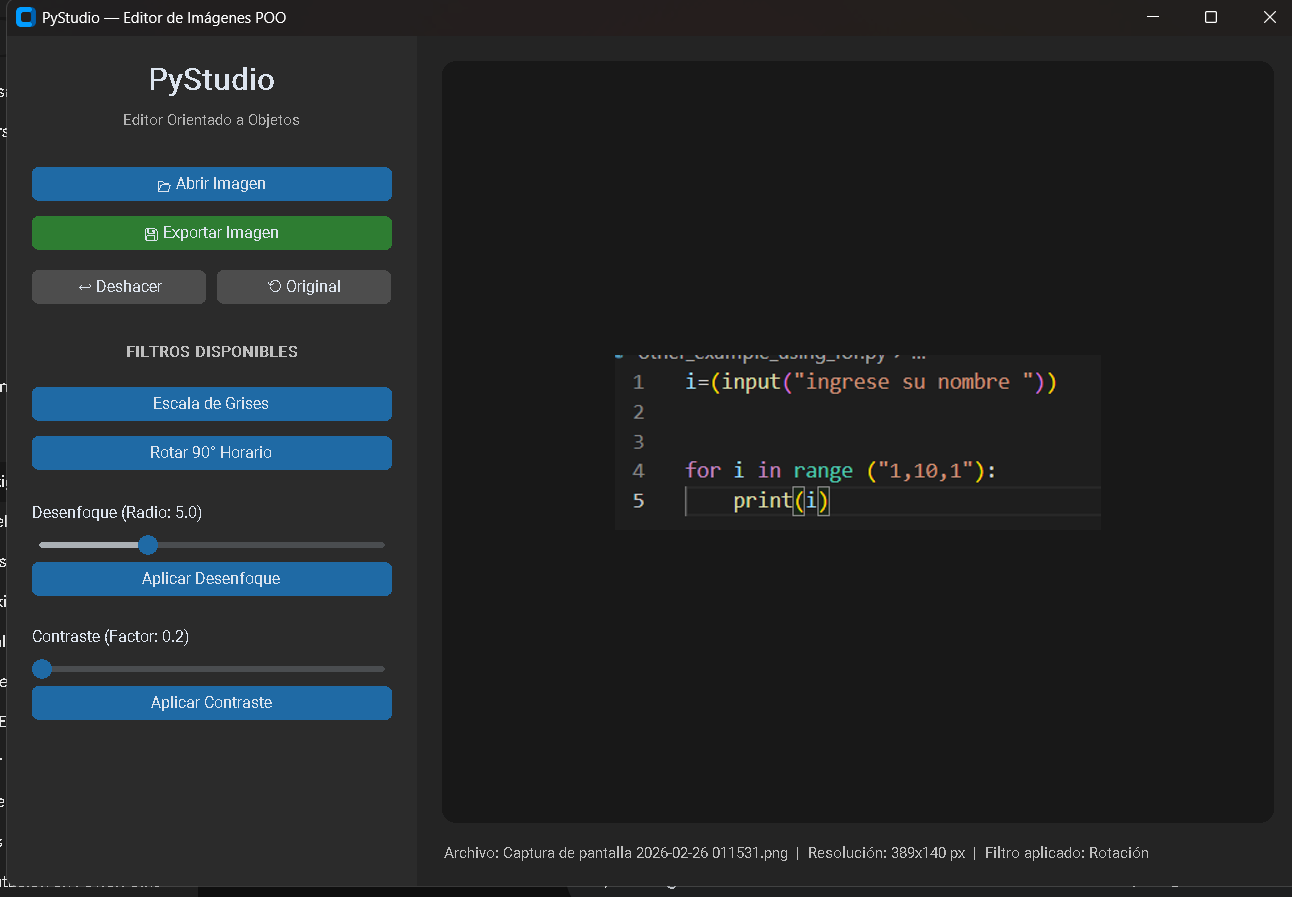 PyStudio — Editor de Imágenes POO
PyStudio
Editor Orientado a Objetos
Abrir Imagen
Exportar Imagen
↩ Deshacer
Original
FILTROS DISPONIBLES
Escala de Grises
Rotar 90° Horario
Desenfoque (Radio: 5.0)
Aplicar Desenfoque
Contraste (Factor: 0.2)
Aplicar Contraste
other_example_using_for.py > ...
1 i=(input("ingrese su nombre "))
2
3
4 for i in range ("1,10,1"):
5 print(i)
Archivo: Captura de pantalla 2026-02-26 011531.png | Resolución: 389x140 px | Filtro aplicado: Rotación